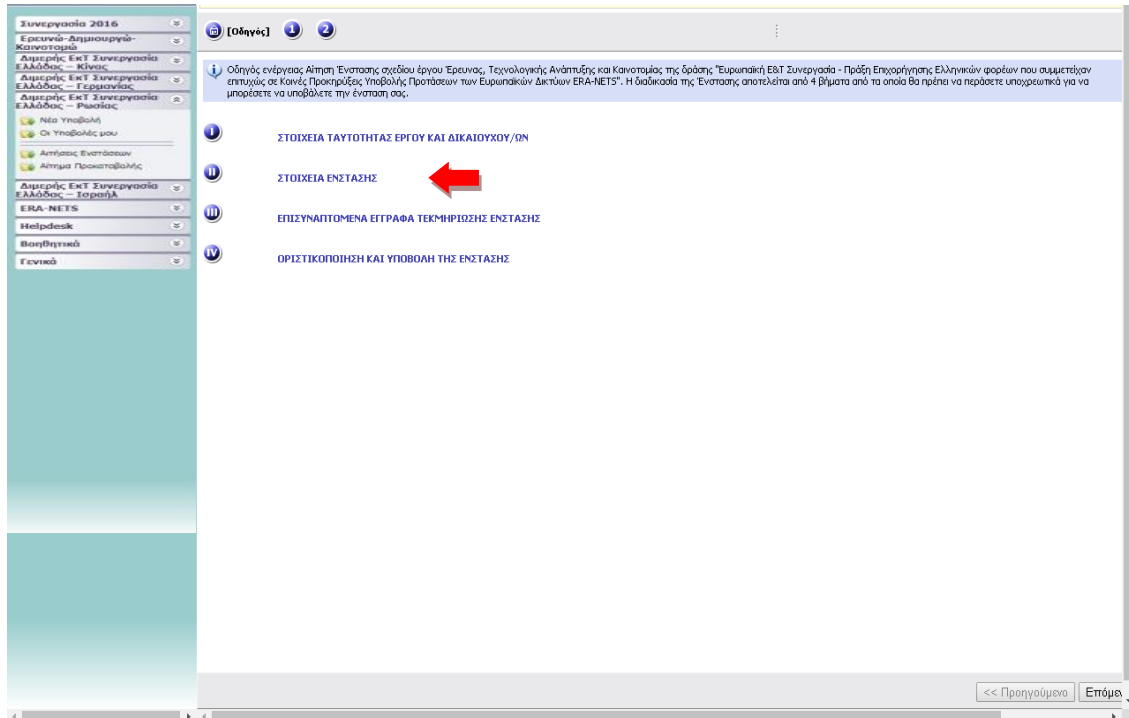 Συνεργασία 2016
Ερευνώ-Δημιουργώ-
Καινοτομώ
Διμερής ΕκΤ Συνεργασία
Ελλάδος – Κίνας
Διμερής ΕκΤ Συνεργασία
Ελλάδος – Γερμανίας
Διμερής ΕκΤ Συνεργασία
Ελλάδος – Ρωσίας
Νέα Υποβολή
Οι Υποβολές μου
Αιτήσεις Ενστάσεων
Αίτημα Προκαταβολής
Διμερής ΕκΤ Συνεργασία
Ελλάδος – Ισραήλ
ERA-NETS
Helpdesk
Βοηθητικά
Γενικά
[Οδηγός] 1 2
Οδηγός ενέργειας Αίτηση Ένστασης σχεδίου έργου Έρευνας, Τεχνολογικής Ανάπτυξης και Καινοτομίας της δράσης "Ευρωπαϊκή Ε&Τ Συνεργασία - Πράξη Επιχορήγησης Ελληνικών φορέων που συμμετείχαν
επιτυχώς σε Κοινές Προκηρύξεις Υποβολής Προτάσεων των Ευρωπαϊκών Δικτύων ERA-NETS". Η διαδικασία της Ένστασης αποτελείται από 4 βήματα από τα οποία θα πρέπει να περάσετε υποχρεωτικά για να
μπορέσετε να υποβάλετε την ένσταση σας.
I ΣΤΟΙΧΕΙΑ ΤΑΥΤΟΤΗΤΑΣ ΕΡΓΟΥ ΚΑΙ ΔΙΚΑΙΟΥΧΟΥ/ΩΝ
II ΣΤΟΙΧΕΙΑ ΕΝΣΤΑΣΗΣ
III ΕΠΙΣΥΝΑΠΤΟΜΕΝΑ ΕΓΓΡΑΦΑ ΤΕΚΜΗΡΙΩΣΗΣ ΕΝΣΤΑΣΗΣ
IV ΟΡΙΣΤΙΚΟΠΟΙΗΣΗ ΚΑΙ ΥΠΟΒΟΛΗ ΤΗΣ ΕΝΣΤΑΣΗΣ
<< Προηγούμενο Επόμεν